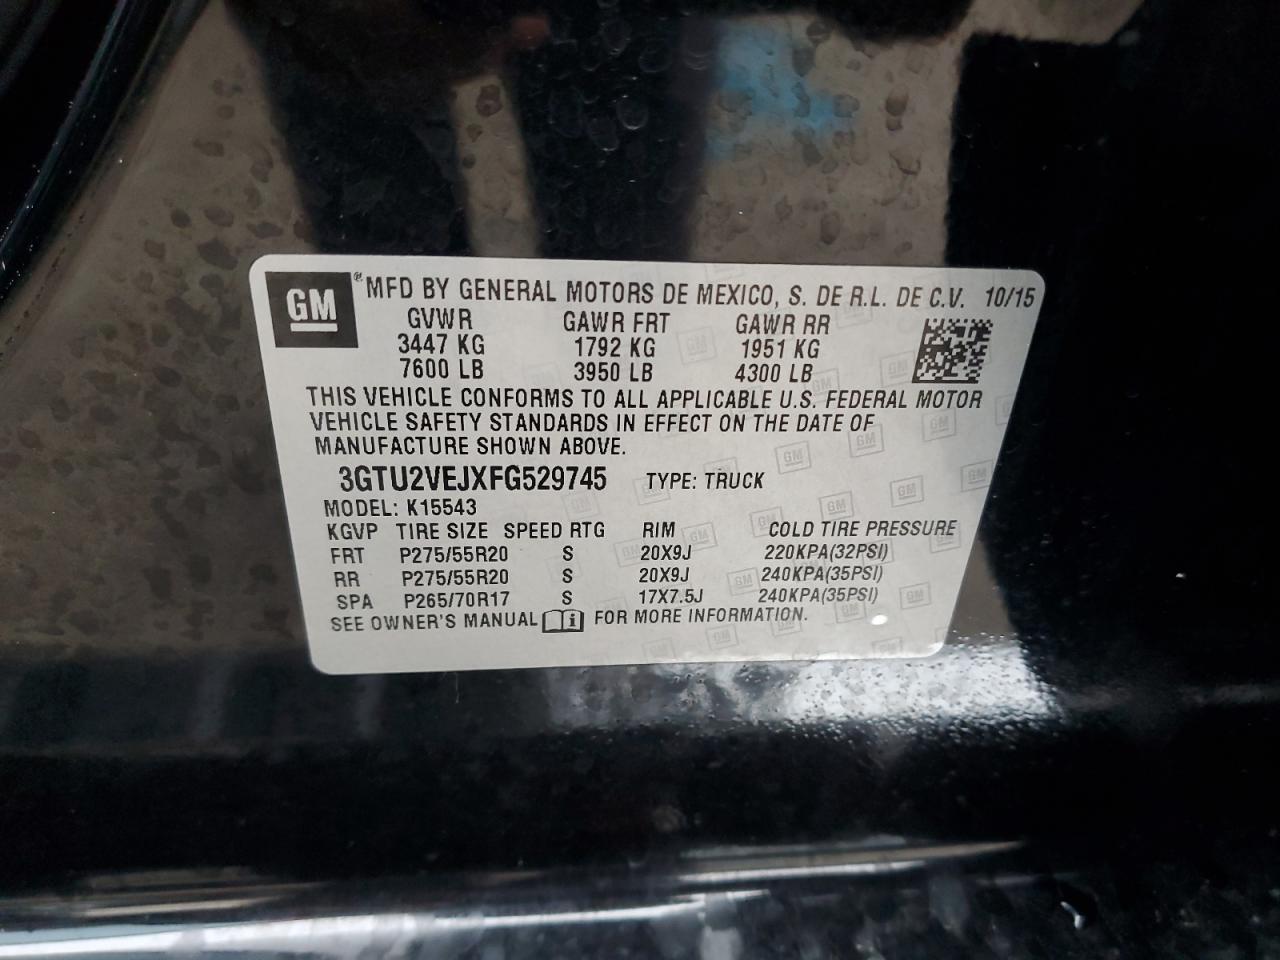 GM ® MFD BY GENERAL MOTORS DE MEXICO, S. DE R.L. DE C.V. 10/15
GVWR GAWR FRT GAWR RR
3447 KG 1792 KG 1951 KG
7600 LB 3950 LB 4300 LB
THIS VEHICLE CONFORMS TO ALL APPLICABLE U.S. FEDERAL MOTOR
VEHICLE SAFETY STANDARDS IN EFFECT ON THE DATE OF
MANUFACTURE SHOWN ABOVE.
3GTU2VEJXFG529745 TYPE: TRUCK
MODEL: K15543
KGVP TIRE SIZE SPEED RTG RIM COLD TIRE PRESSURE
FRT P275/55R20 S 20X9J 220KPA(32PSI)
RR P275/55R20 S 20X9J 240KPA(35PSI)
SPA P265/70R17 S 17X7.5J 240KPA(35PSI)
SEE OWNER'S MANUAL i FOR MORE INFORMATION.